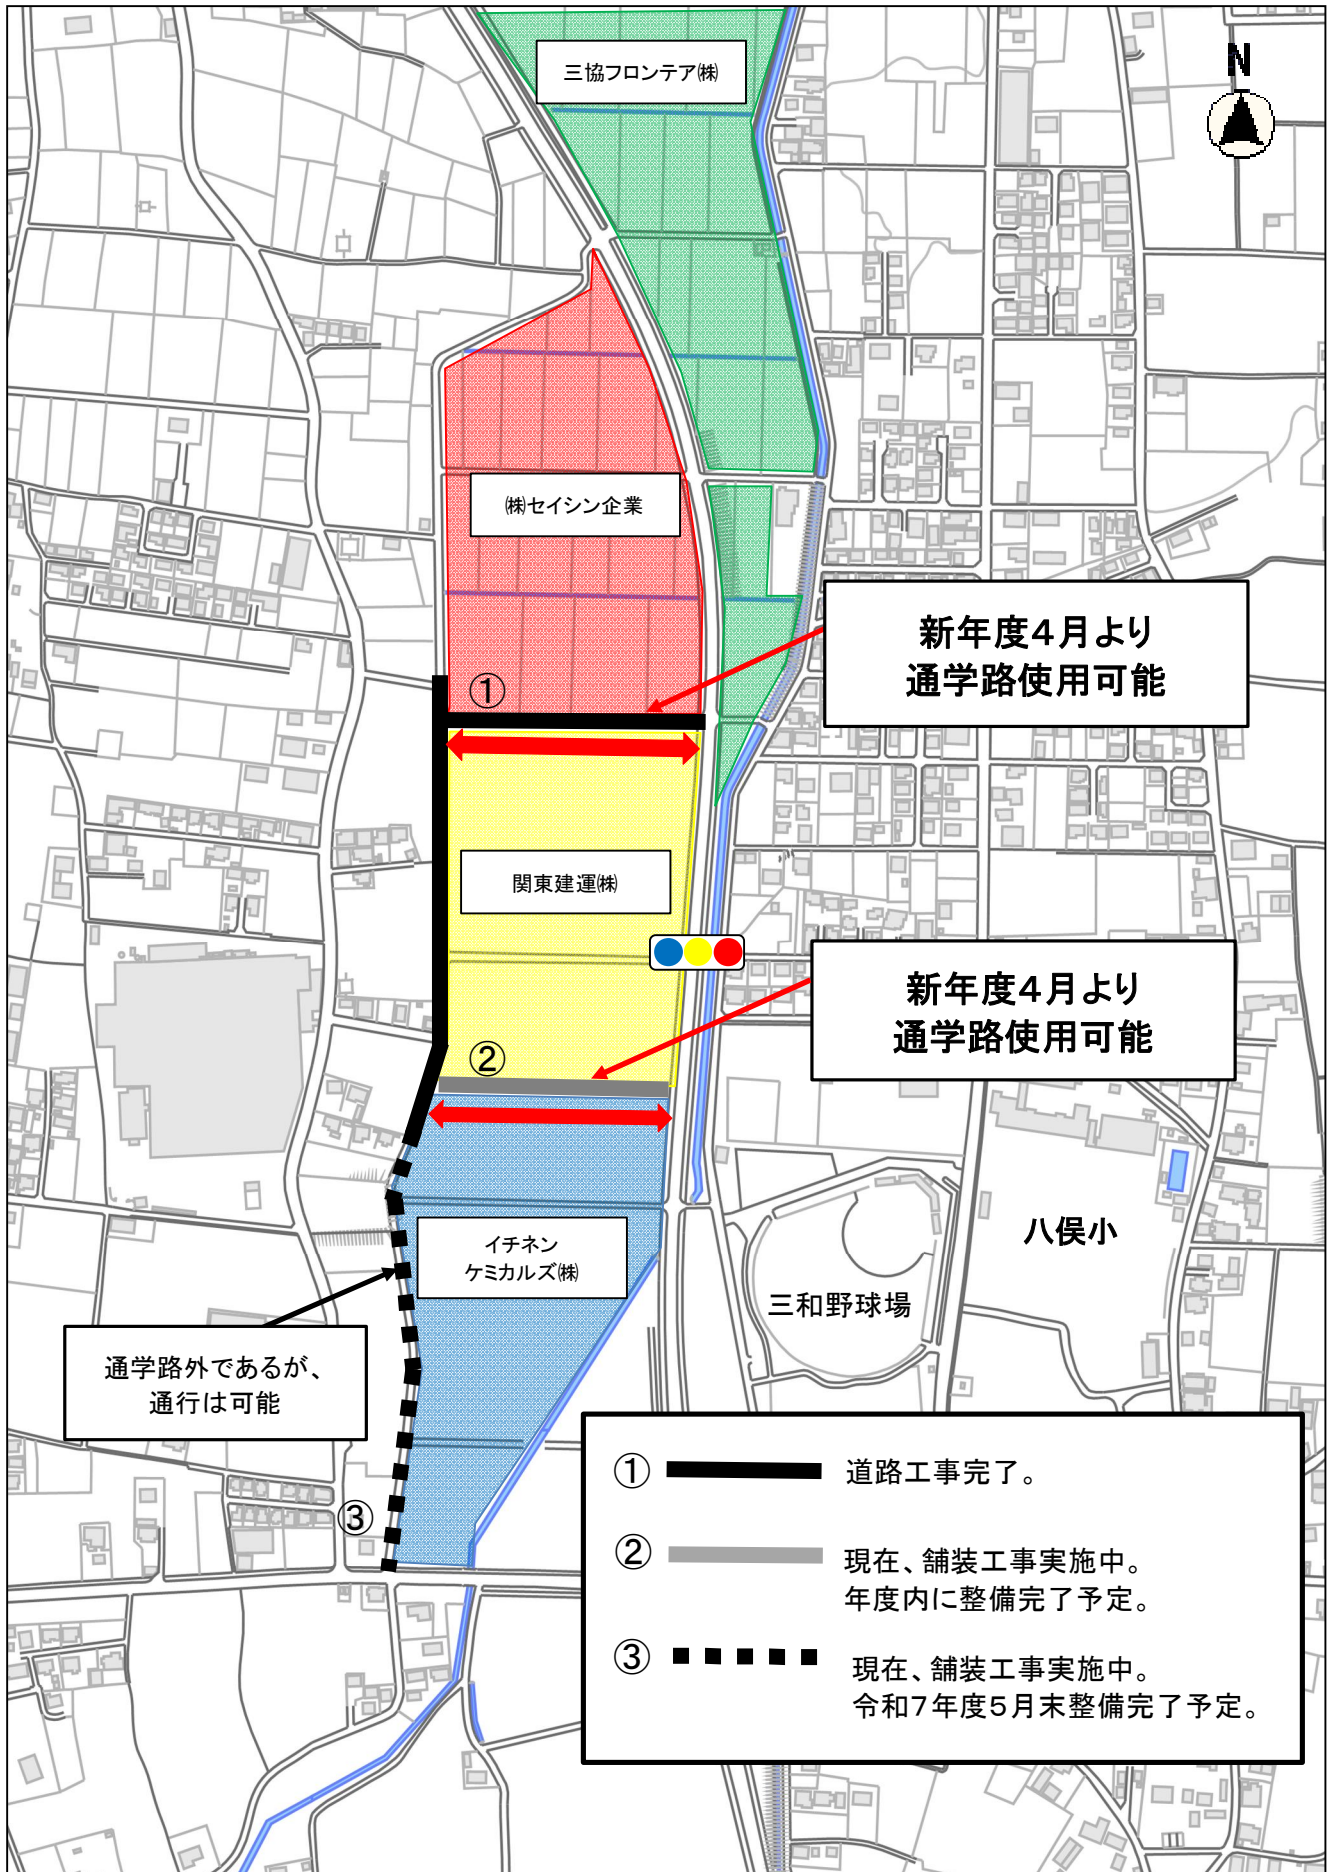 三協フロンテア㈱
N
㈱セイシン企業
新年度４月より
通学路使用可能
①
関東建運㈱
新年度４月より
通学路使用可能
②
八俣小
イチネン
ケミカルズ㈱
三和野球場
通学路外であるが、
通行は可能
③
① 道路工事完了。
② 現在、舗装工事実施中。
年度内に整備完了予定。
③ 現在、舗装工事実施中。
令和７年度５月末整備完了予定。